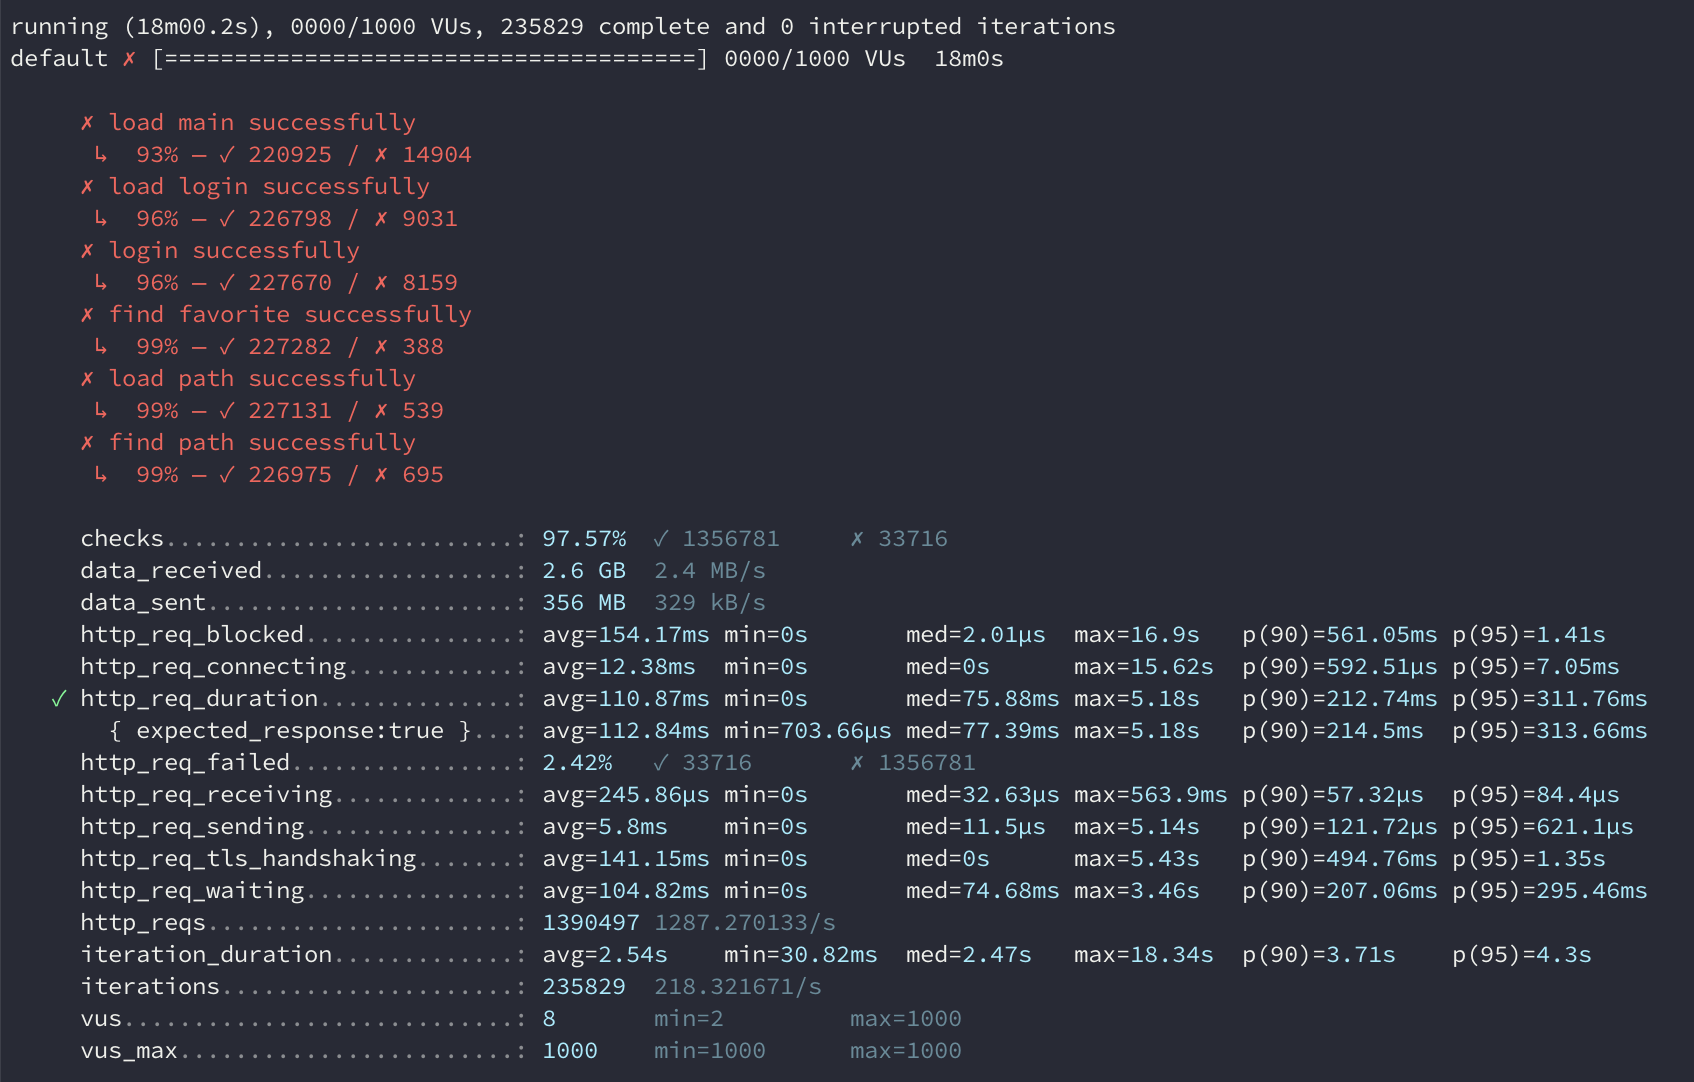 running (18m00.2s), 0000/1000 VUs, 235829 complete and 0 interrupted iterations
default ✗ [======================================] 0000/1000 VUs  18m0s
✗ load main successfully
↳  93% — ✓ 220925 / ✗ 14904
✗ load login successfully
↳  96% — ✓ 226798 / ✗ 9031
✗ login successfully
↳  96% — ✓ 227670 / ✗ 8159
✗ find favorite successfully
↳  99% — ✓ 227282 / ✗ 388
✗ load path successfully
↳  99% — ✓ 227131 / ✗ 539
✗ find path successfully
↳  99% — ✓ 226975 / ✗ 695
checks.........................: 97.57%  ✓ 1356781     ✗ 33716
data_received..................: 2.6 GB  2.4 MB/s
data_sent......................: 356 MB  329 kB/s
http_req_blocked...............: avg=154.17ms min=0s       med=2.01µs  max=16.9s   p(90)=561.05ms p(95)=1.41s
http_req_connecting............: avg=12.38ms  min=0s       med=0s      max=15.62s  p(90)=592.51µs p(95)=7.05ms
✓ http_req_duration..............: avg=110.87ms min=0s       med=75.88ms max=5.18s   p(90)=212.74ms p(95)=311.76ms
{ expected_response:true }...: avg=112.84ms min=703.66µs med=77.39ms max=5.18s   p(90)=214.5ms  p(95)=313.66ms
http_req_failed................: 2.42%   ✓ 33716       ✗ 1356781
http_req_receiving.............: avg=245.86µs min=0s       med=32.63µs max=563.9ms p(90)=57.32µs  p(95)=84.4µs
http_req_sending...............: avg=5.8ms    min=0s       med=11.5µs  max=5.14s   p(90)=121.72µs p(95)=621.1µs
http_req_tls_handshaking.......: avg=141.15ms min=0s       med=0s      max=5.43s   p(90)=494.76ms p(95)=1.35s
http_req_waiting...............: avg=104.82ms min=0s       med=74.68ms max=3.46s   p(90)=207.06ms p(95)=295.46ms
http_reqs......................: 1390497 1287.270133/s
iteration_duration.............: avg=2.54s    min=30.82ms  med=2.47s   max=18.34s  p(90)=3.71s    p(95)=4.3s
iterations.....................: 235829  218.321671/s
vus............................: 8       min=2         max=1000
vus_max........................: 1000    min=1000      max=1000